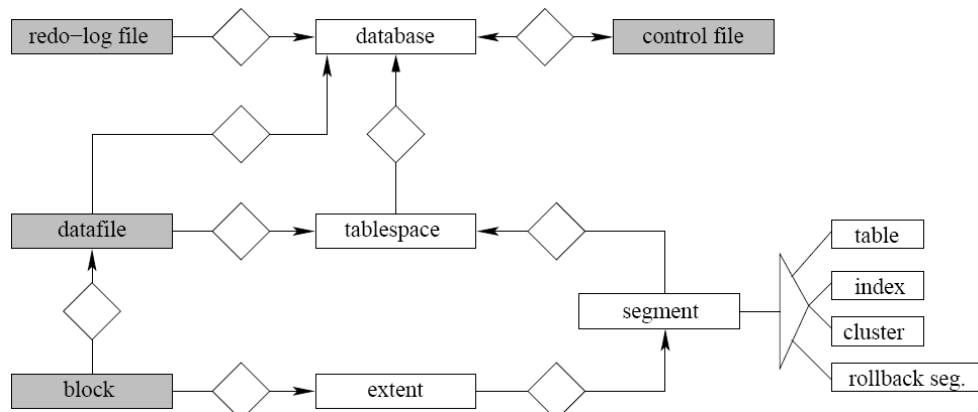 redo-log file
database
control file
datafile
tablespace
table
index
segment
cluster
block
extent
rollback seg.